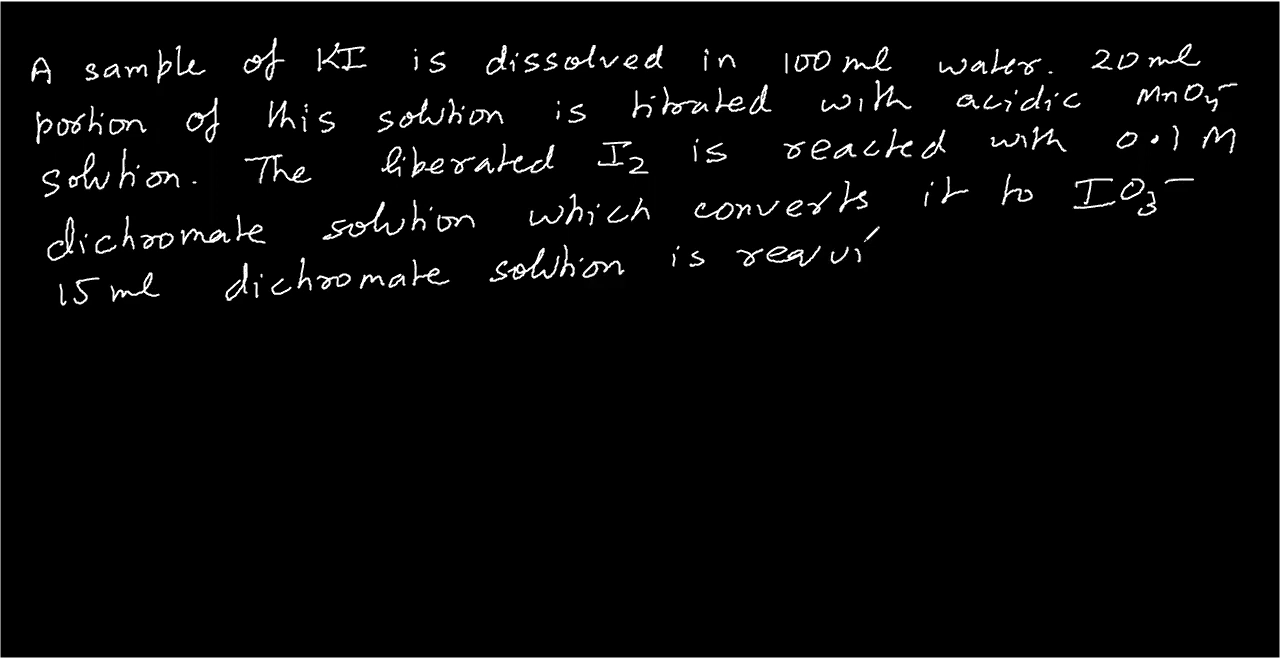 A sample of KI is dissolved in 100 ml water. 20 ml
portion of this solution is titrated with acidic MnO₄⁻
solution. The liberated I₂ is reacted with 0.1 M
dichromate solution which converts it to IO₃⁻
15 ml dichromate solution is requi